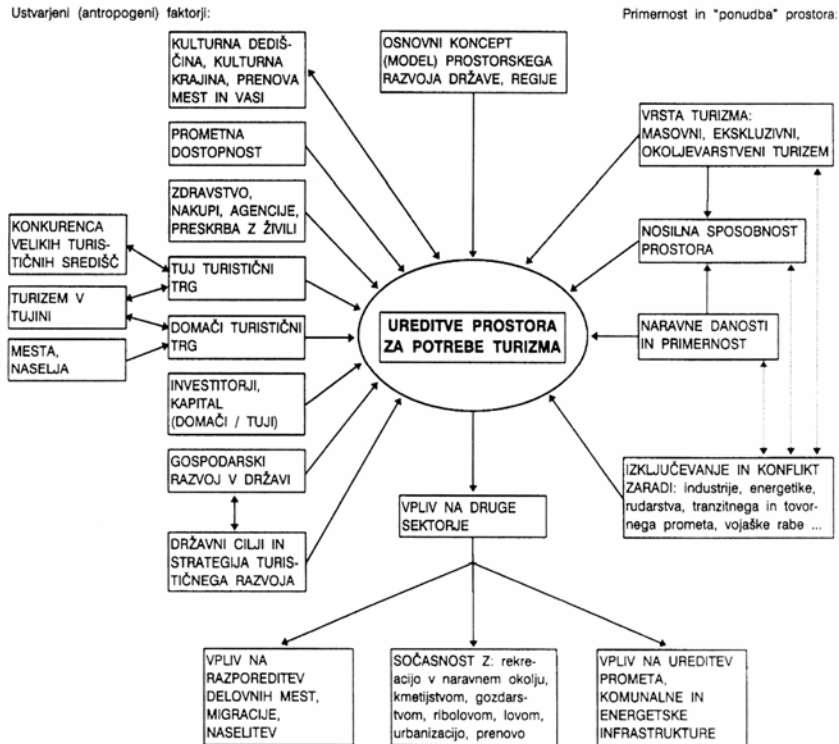 Ustvarjeni (antropogeni) faktorji:
Primernost in "ponudba" prostora:
KULTURNA DEDIŠ-
ČINA, KULTURNA
KRAJINA, PRENOVA
MEST IN VASI
OSNOVNI KONCEPT
(MODEL) PROSTORSKEGA
RAZVOJA DRŽAVE, REGIJE
PROMETNA
DOSTOPNOST
ZDRAVSTVO,
NAKUPI, AGENCIJE,
PRESKRBA Z ŽIVILI
KONKURENCA
VELIKIH TURIS-
TIČNIH SREDIŠČ
TUJ TURISTIČNI
TRG
TURIZEM V
TUJINI
DOMAČI TURISTIČNI
TRG
MESTA,
NASELJA
INVESTITORJI,
KAPITAL
(DOMAČI / TUJI)
GOSPODARSKI
RAZVOJ V DRŽAVI
DRŽAVNI CILJI IN
STRATEGIJA TURIS-
TIČNEGA RAZVOJA
UREDITVE PROSTORA
ZA POTREBE TURIZMA
VRSTA TURIZMA:
MASOVNI, EKSKLUZIVNI,
OKOLJEVARSTVENI TURIZEM
NOSILNA SPOSOBNOST
PROSTORA
NARAVNE DANOSTI
IN PRIMERNOST
IZKLJUČEVANJE IN KONFLIKT
ZARADI: industrije, energetike,
rudarstva, tranzitnega in tovor-
nega prometa, vojaške rabe ...
VPLIV NA DRUGE
SEKTORJE
VPLIV NA
RAZPOREDITEV
DELOVNIH MEST,
MIGRACIJE,
NASELITEV
SOČASNOST Z: rekre-
acijo v naravnem okolju,
kmetijstvom, gozdars-
tvom, ribolovom, lovom,
urbanizacijo, prenovo
VPLIV NA UREDITEV
PROMETA,
KOMUNALNE IN
ENERGETSKE
INFRASTRUKTURE